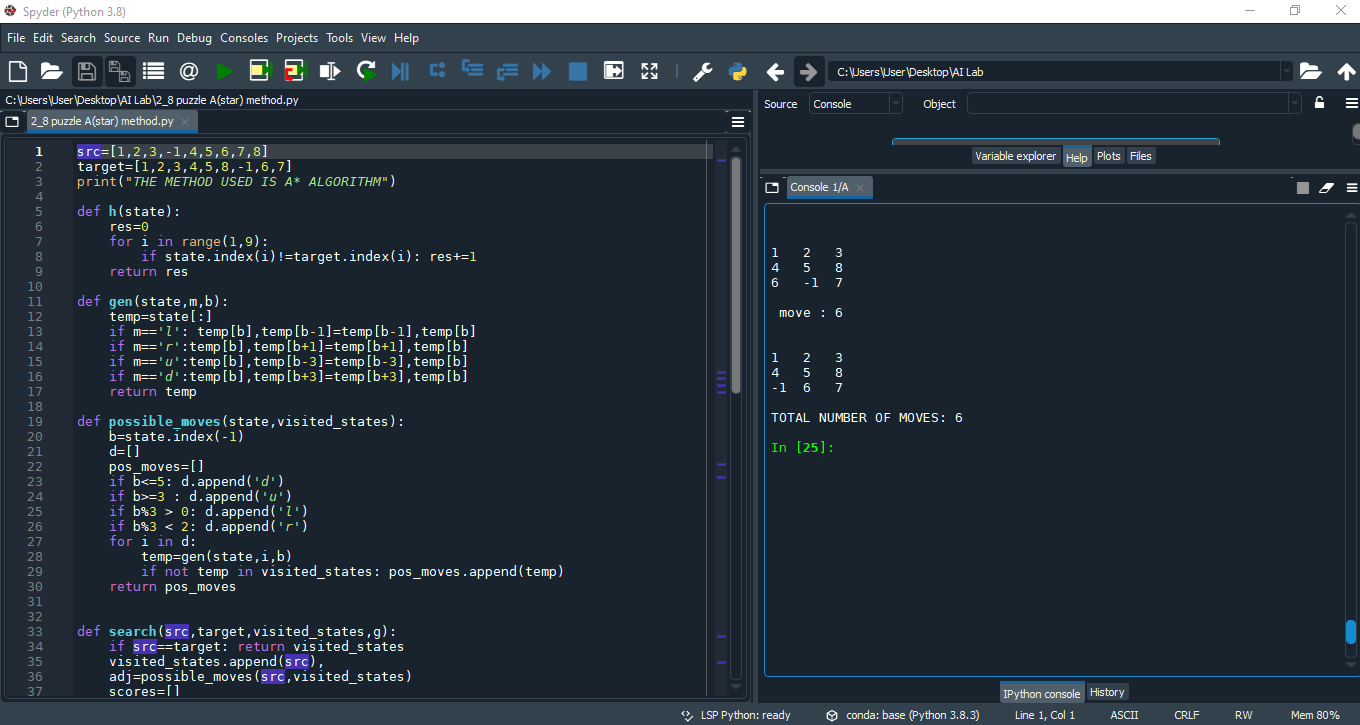 Spyder (Python 3.8)
File Edit Search Source Run Debug Consoles Projects Tools View Help
C:\Users\User\Desktop\AI Lab
C:\Users\User\Desktop\AI Lab\2_8 puzzle A(star) method.py
2_8 puzzle A(star) method.py
1 src=[1,2,3,-1,4,5,6,7,8]
2 target=[1,2,3,4,5,8,-1,6,7]
3 print("THE METHOD USED IS A* ALGORITHM")
4
5 def h(state):
6     res=0
7     for i in range(1,9):
8         if state.index(i)!=target.index(i): res+=1
9     return res
10
11 def gen(state,m,b):
12     temp=state[:]
13     if m=='l': temp[b],temp[b-1]=temp[b-1],temp[b]
14     if m=='r':temp[b],temp[b+1]=temp[b+1],temp[b]
15     if m=='u':temp[b],temp[b-3]=temp[b-3],temp[b]
16     if m=='d':temp[b],temp[b+3]=temp[b+3],temp[b]
17     return temp
18
19 def possible_moves(state,visited_states):
20     b=state.index(-1)
21     d=[]
22     pos_moves=[]
23     if b<=5: d.append('d')
24     if b>=3 : d.append('u')
25     if b%3 > 0: d.append('l')
26     if b%3 < 2: d.append('r')
27     for i in d:
28         temp=gen(state,i,b)
29         if not temp in visited_states: pos_moves.append(temp)
30     return pos_moves
31
32
33 def search(src,target,visited_states,g):
34     if src==target: return visited_states
35     visited_states.append(src),
36     adj=possible_moves(src,visited_states)
37     scores=[]
Source Console Object
Variable explorer Help Plots Files
Console 1/A
1 2 3
4 5 8
6 -1 7
move : 6
1 2 3
4 5 8
-1 6 7
TOTAL NUMBER OF MOVES: 6
In [25]:
IPython console History
LSP Python: ready conda: base (Python 3.8.3) Line 1, Col 1 ASCII CRLF RW Mem 80%